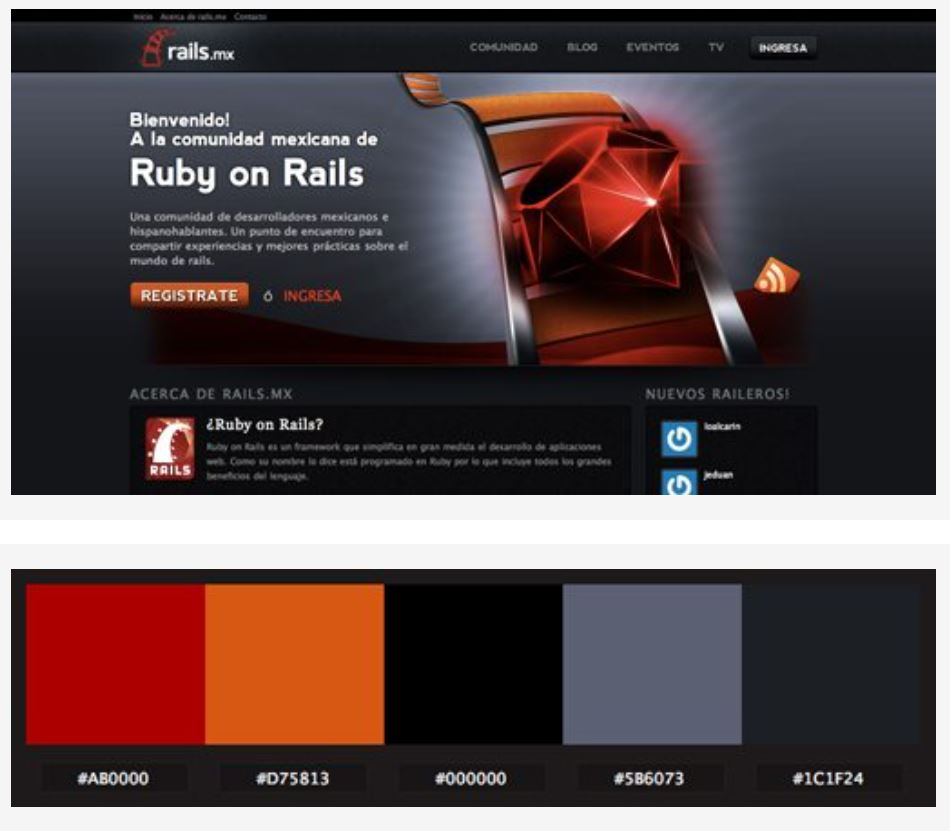 Inicio Acerca de rails.mx Contacto
rails.mx
COMUNIDAD BLOG EVENTOS TV INGRESA
Bienvenido!
A la comunidad mexicana de
Ruby on Rails
Una comunidad de desarrolladores mexicanos e
hispanohablantes. Un punto de encuentro para
compartir experiencias y mejores prácticas sobre el
mundo de rails.
REGISTRATE ó INGRESA
ACERCA DE RAILS.MX
NUEVOS RAILEROS!
¿Ruby on Rails?
Ruby on Rails es un framework que simplifica en gran medida el desarrollo de aplicaciones
web. Como su nombre lo dice está programado en Ruby por lo que incluye todos los grandes
beneficios del lenguaje.
RAILS
loalcarin
jeduan
#AB0000 #D75813 #000000 #5B6073 #1C1F24